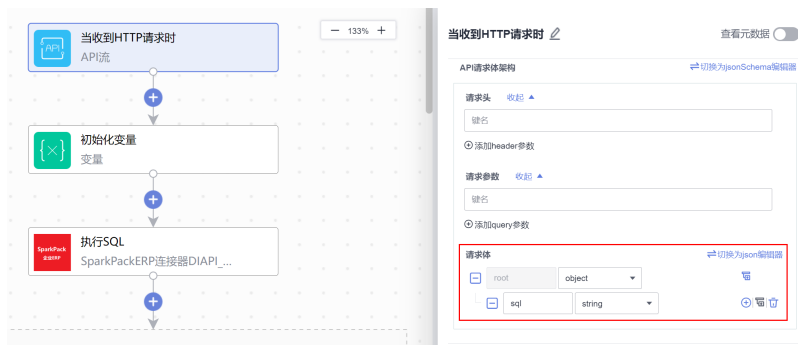 当收到HTTP请求时
API流
API
初始化变量
变量
执行SQL
SparkPackERP连接器DIAPI_...
SparkPack
企业ERP
133%
当收到HTTP请求时
查看元数据
API请求体架构
切换为jsonSchema编辑器
请求头 收起
键名
添加header参数
请求参数 收起
键名
添加query参数
请求体
切换为json编辑器
root object
sql string